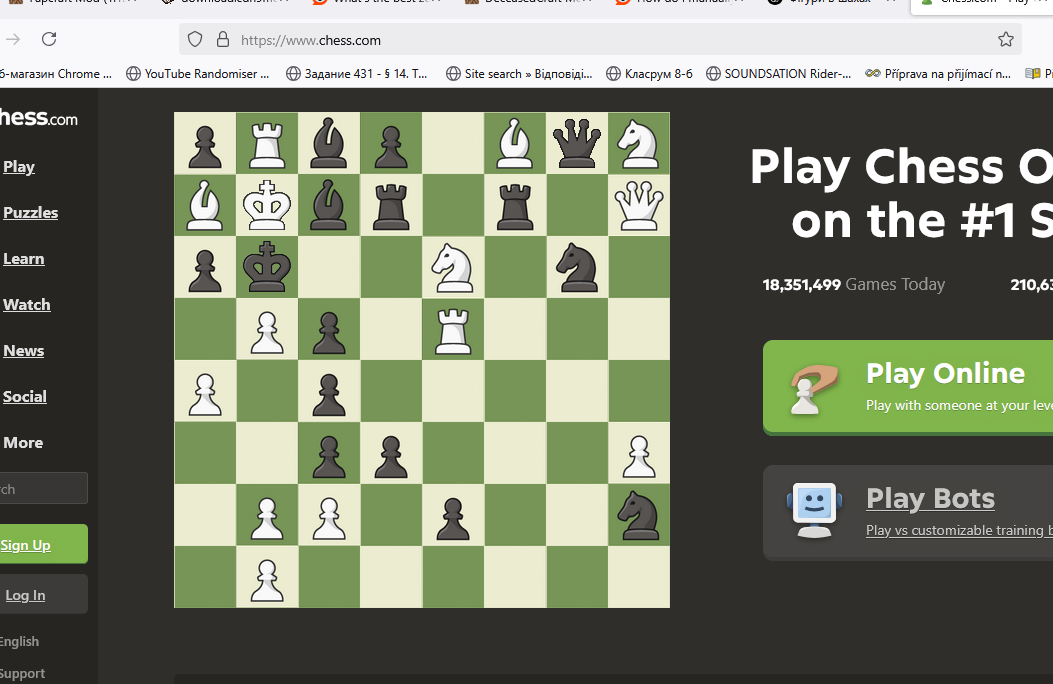 https://www.chess.com
б-магазин Chrome ...
YouTube Randomiser ...
Задание 431 - § 14. Т...
Site search » Відповіді...
Класрум 8-б
SOUNDSATION Rider-...
Příprava na přijímací n...
hess.com
Play
Puzzles
Learn
Watch
News
Social
More
rch
Sign Up
Log In
English
Support
Play Chess O
on the #1 S
18,351,499 Games Today
210,63
Play Online
Play with someone at your leve
Play Bots
Play vs customizable training b